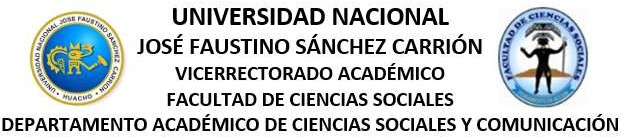 UNIVERSIDAD NACIONAL
JOSÉ FAUSTINO SÁNCHEZ CARRIÓN
VICERRECTORADO ACADÉMICO
FACULTAD DE CIENCIAS SOCIALES
DEPARTAMENTO ACADÉMICO DE CIENCIAS SOCIALES Y COMUNICACIÓN
UNIVERSIDAD NACIONAL JOSE FAUSTINO SANCHEZ CARRION
HUACHO
FACULTAD DE CIENCIAS SOCIALES